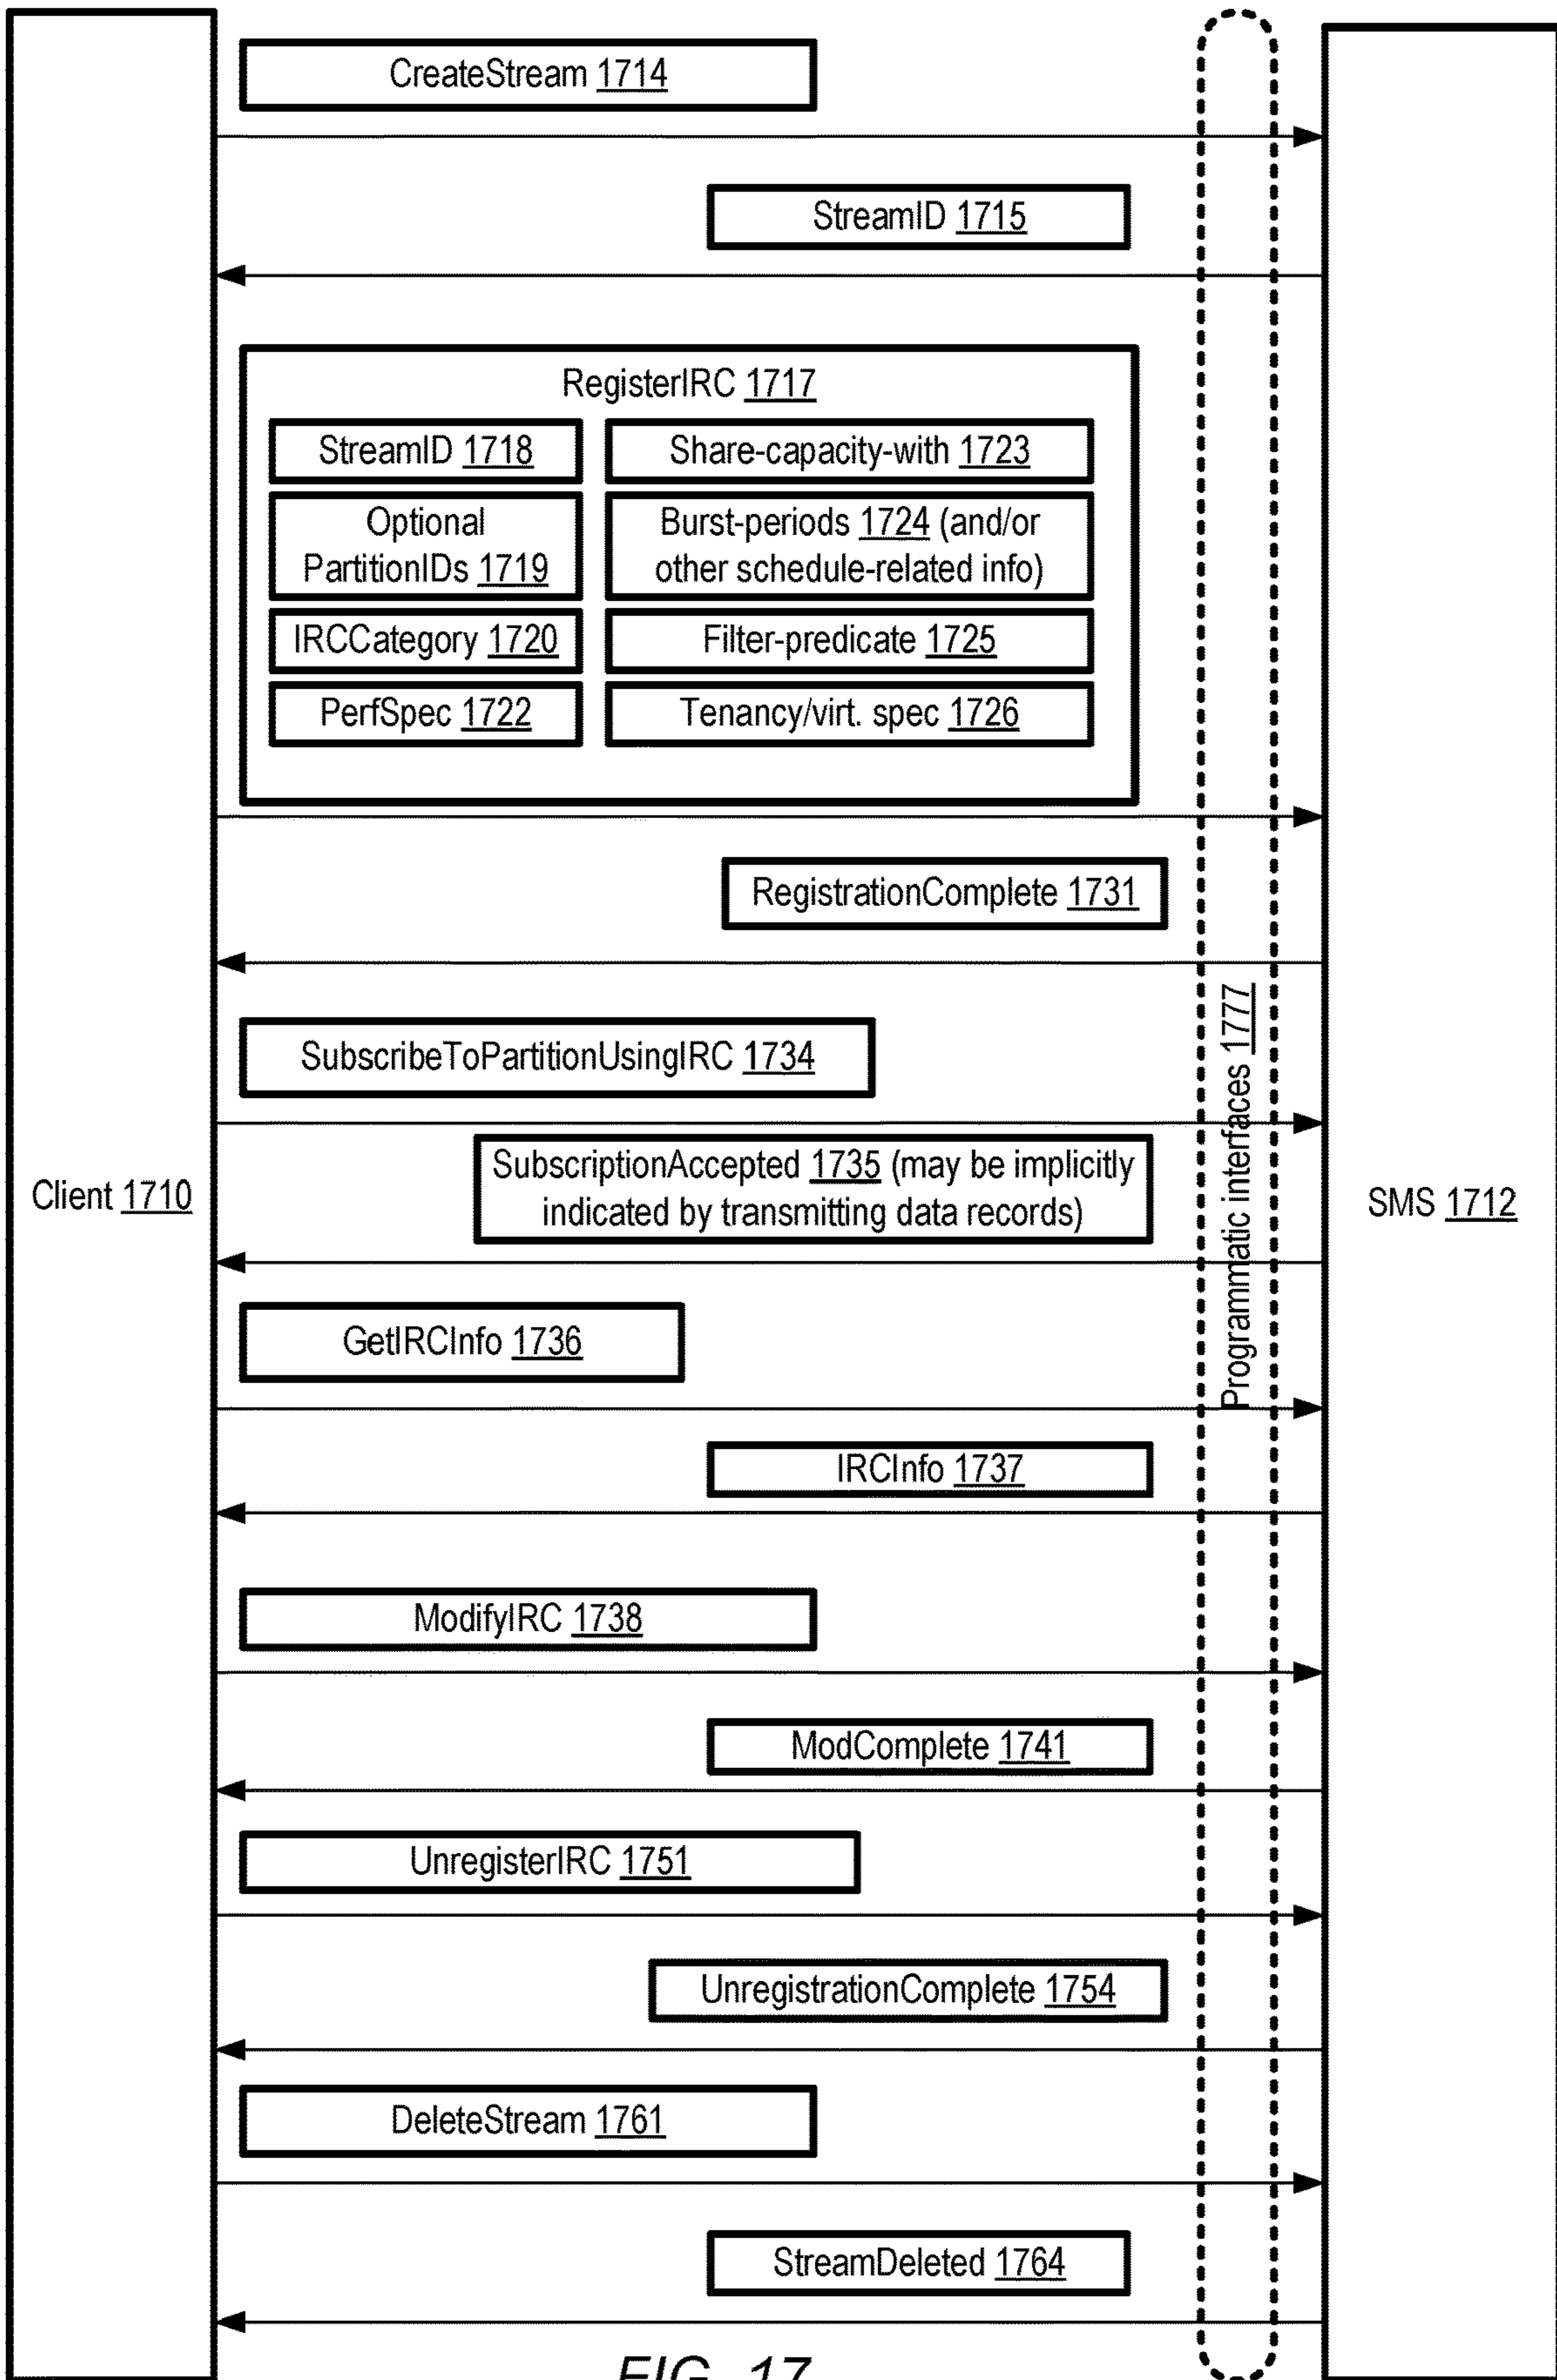 CreateStream 1714
StreamID 1715
RegisterIRC 1717
StreamID 1718
Share-capacity-with 1723
Optional
PartitionIDs 1719
Burst-periods 1724 (and/or
other schedule-related info)
IRCCategory 1720
Filter-predicate 1725
PerfSpec 1722
Tenancy/virt. spec 1726
RegistrationComplete 1731
SubscribeToPartitionUsingIRC 1734
SubscriptionAccepted 1735 (may be implicitly
indicated by transmitting data records)
Client 1710
Programmatic interfaces 1777
SMS 1712
GetIRCInfo 1736
IRCInfo 1737
ModifyIRC 1738
ModComplete 1741
UnregisterIRC 1751
UnregistrationComplete 1754
DeleteStream 1761
StreamDeleted 1764
FIG. 17